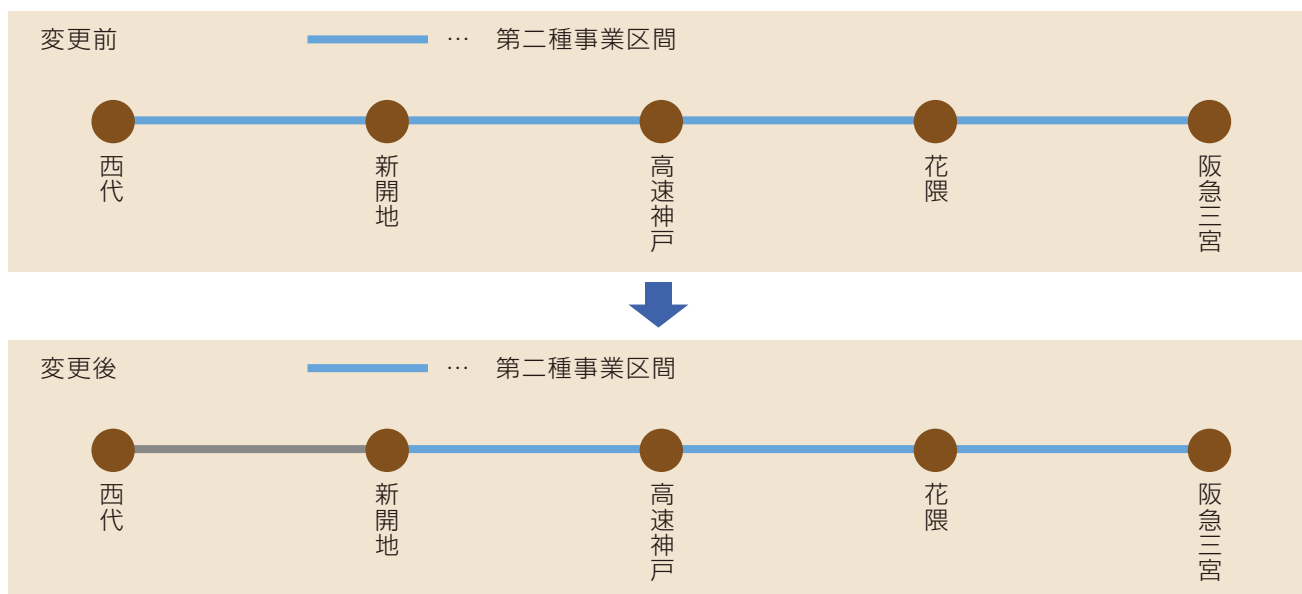 変更前
… 第二種事業区間
西代
新開地
高速神戸
花隈
阪急三宮
変更後
… 第二種事業区間
西代
新開地
高速神戸
花隈
阪急三宮